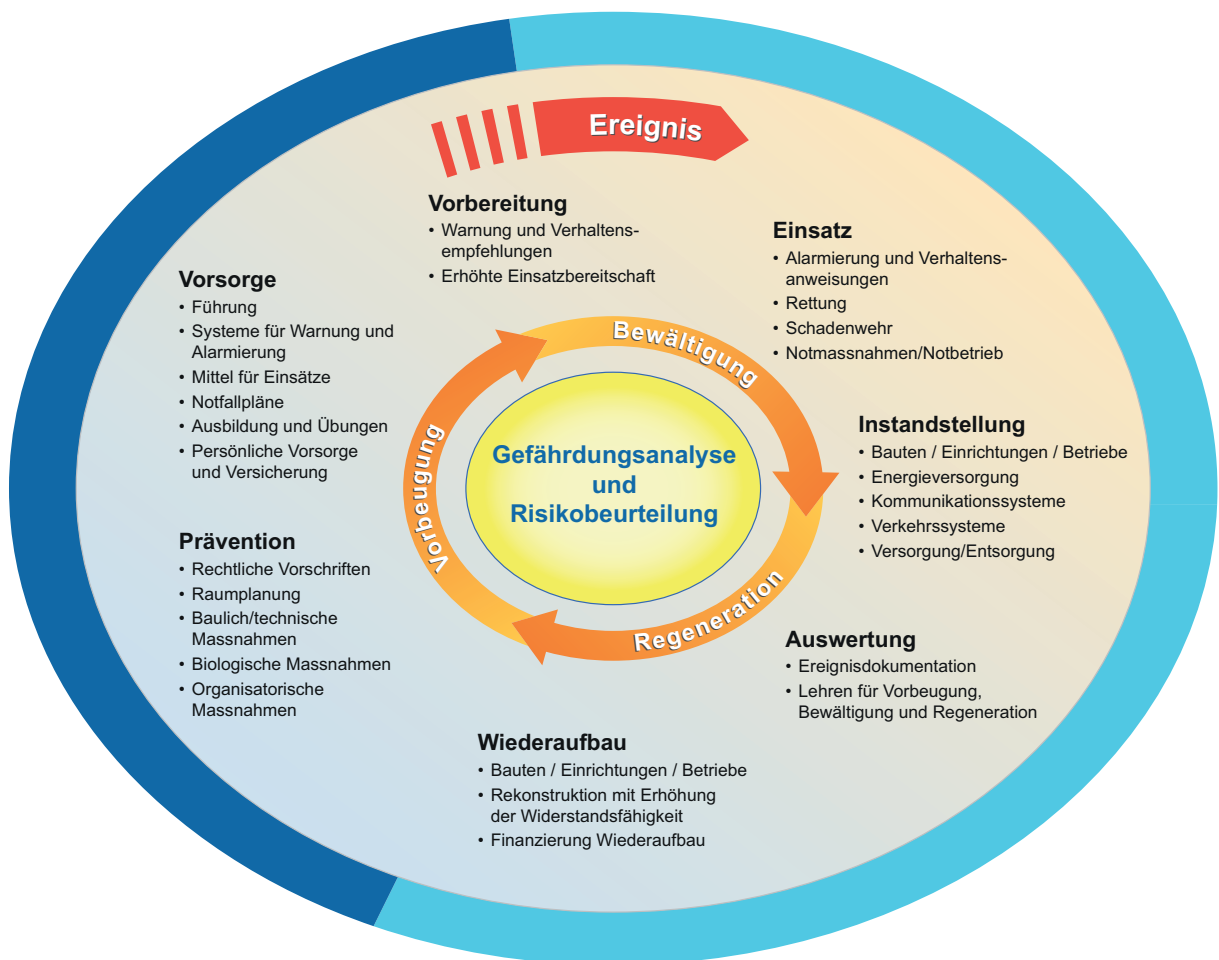 Ereignis
Vorbereitung
• Warnung und Verhaltens-
empfehlungen
• Erhöhte Einsatzbereitschaft
Einsatz
• Alarmierung und Verhaltens-
anweisungen
• Rettung
• Schadenwehr
• Notmassnahmen/Notbetrieb
Vorsorge
• Führung
• Systeme für Warnung und
Alarmierung
• Mittel für Einsätze
• Notfallpläne
• Ausbildung und Übungen
• Persönliche Vorsorge
und Versicherung
Bewältigung
Vorbeugung
Regeneration
Gefährdungsanalyse
und
Risikobeurteilung
Instandstellung
• Bauten / Einrichtungen / Betriebe
• Energieversorgung
• Kommunikationssysteme
• Verkehrssysteme
• Versorgung/Entsorgung
Prävention
• Rechtliche Vorschriften
• Raumplanung
• Baulich/technische
Massnahmen
• Biologische Massnahmen
• Organisatorische
Massnahmen
Auswertung
• Ereignisdokumentation
• Lehren für Vorbeugung,
Bewältigung und Regeneration
Wiederaufbau
• Bauten / Einrichtungen / Betriebe
• Rekonstruktion mit Erhöhung
der Widerstandsfähigkeit
• Finanzierung Wiederaufbau